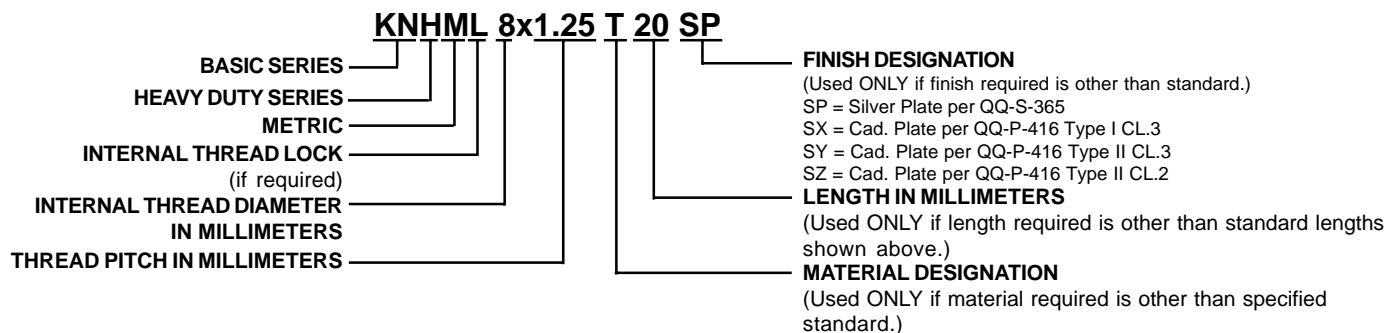 KNHML 8x1.25 T 20 SP
BASIC SERIES
HEAVY DUTY SERIES
METRIC
INTERNAL THREAD LOCK
(if required)
INTERNAL THREAD DIAMETER
IN MILLIMETERS
THREAD PITCH IN MILLIMETERS
FINISH DESIGNATION
(Used ONLY if finish required is other than standard.)
SP = Silver Plate per QQ-S-365
SX = Cad. Plate per QQ-P-416 Type I CL.3
SY = Cad. Plate per QQ-P-416 Type II CL.3
SZ = Cad. Plate per QQ-P-416 Type II CL.2
LENGTH IN MILLIMETERS
(Used ONLY if length required is other than standard lengths
shown above.)
MATERIAL DESIGNATION
(Used ONLY if material required is other than specified
standard.)